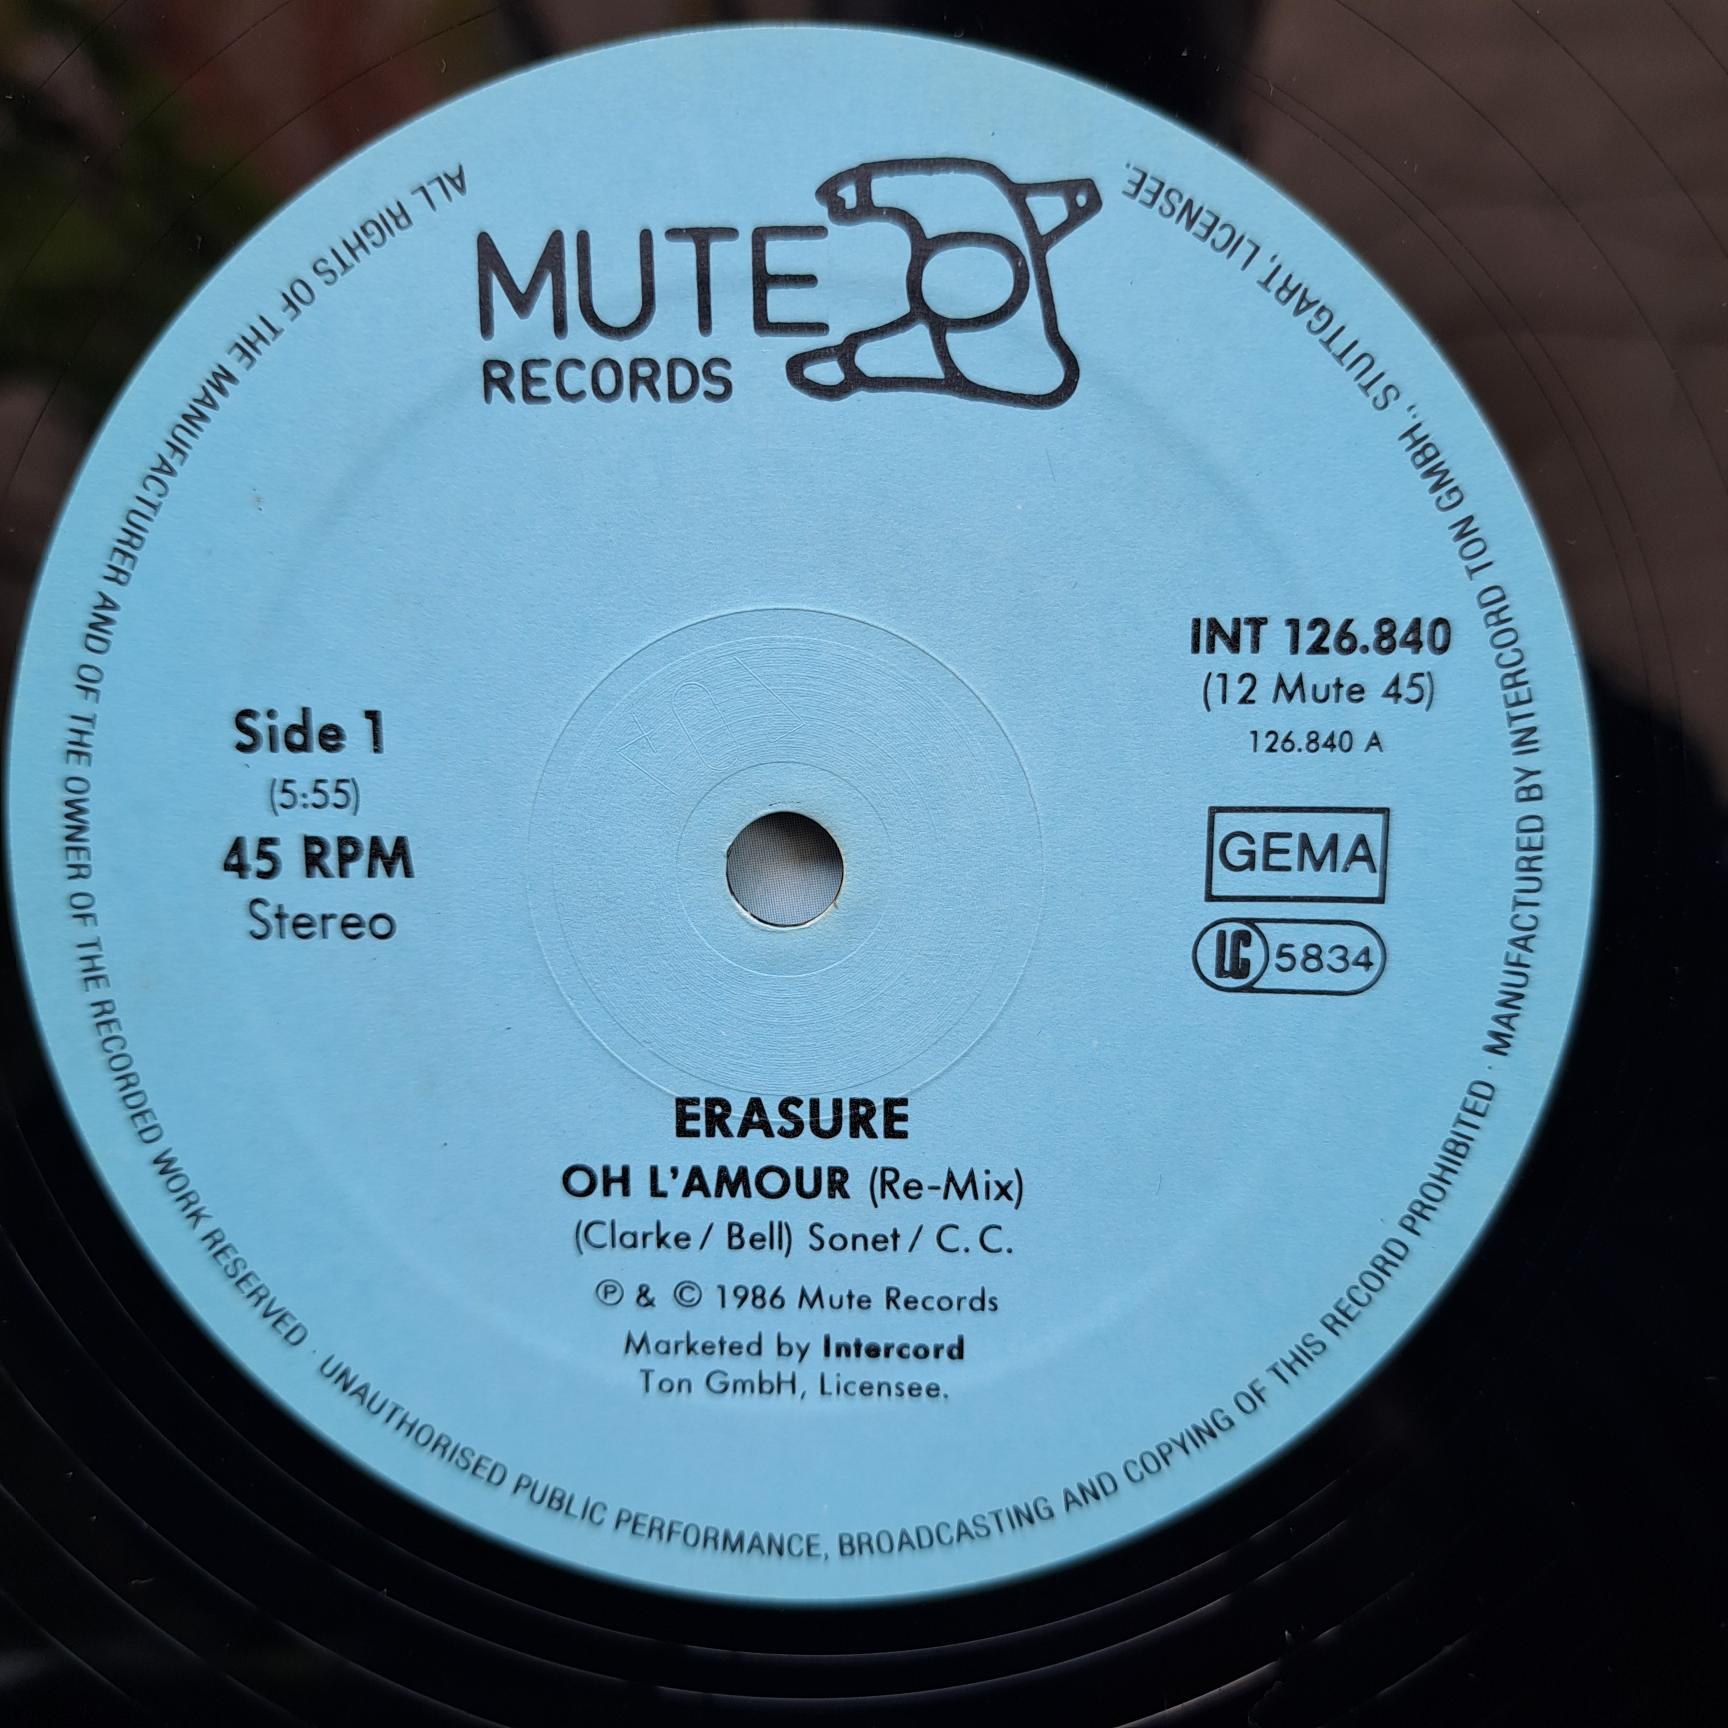 MUTE
RECORDS
INT 126.840
(12 Mute 45)
126.840 A
GEMA
LC 5834
Side 1
(5:55)
45 RPM
Stereo
ERASURE
OH L'AMOUR (Re-Mix)
(Clarke / Bell) Sonet / C. C.
Ⓟ & © 1986 Mute Records
Marketed by Intercord
Ton GmbH, Licensee.
ALL RIGHTS OF THE MANUFACTURER AND OF THE OWNER OF THE RECORDED WORK RESERVED · UNAUTHORISED PUBLIC PERFORMANCE, BROADCASTING AND COPYING OF THIS RECORD PROHIBITED · MANUFACTURED BY INTERCORD TON GMBH., STUTTGART, LICENSEE.